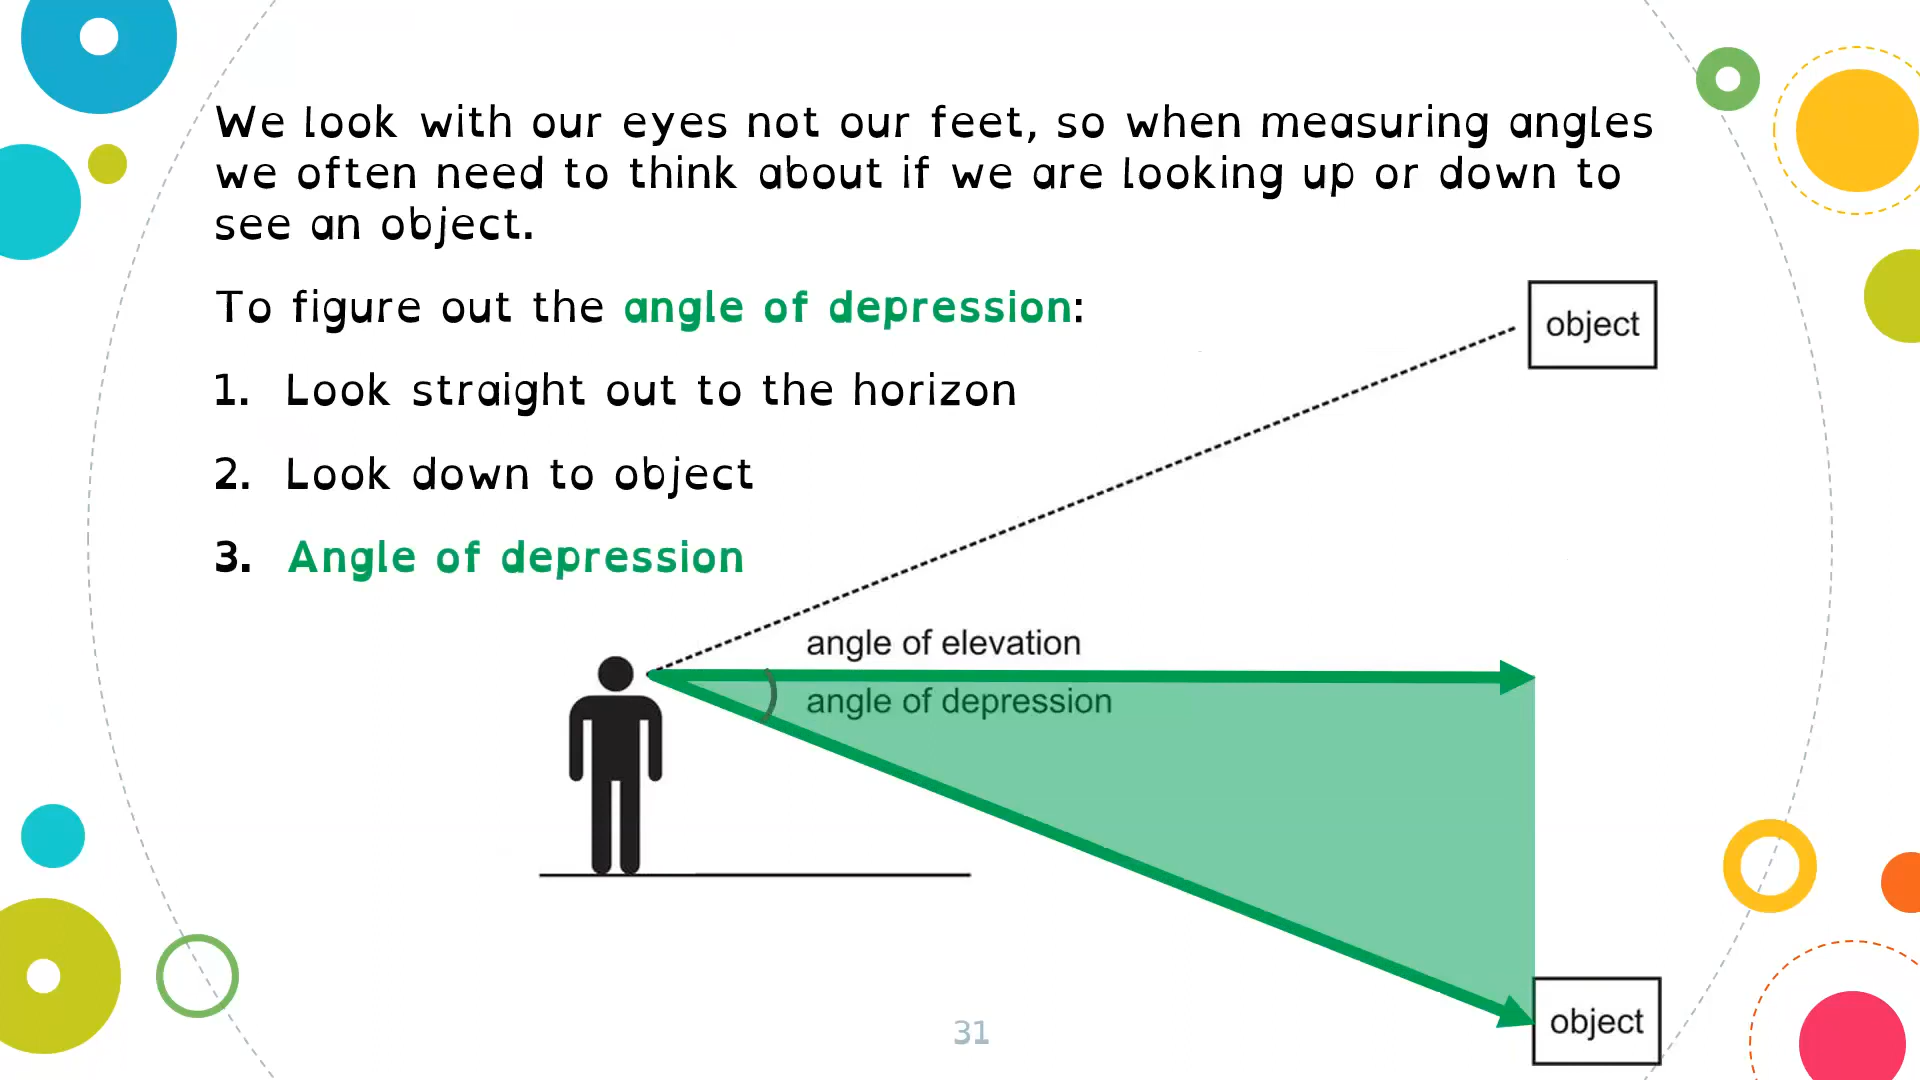 We look with our eyes not our feet, so when measuring angles
we often need to think about if we are looking up or down to
see an object.
To figure out the angle of depression:
1. Look straight out to the horizon
2. Look down to object
3. Angle of depression
object
angle of elevation
angle of depression
object
31